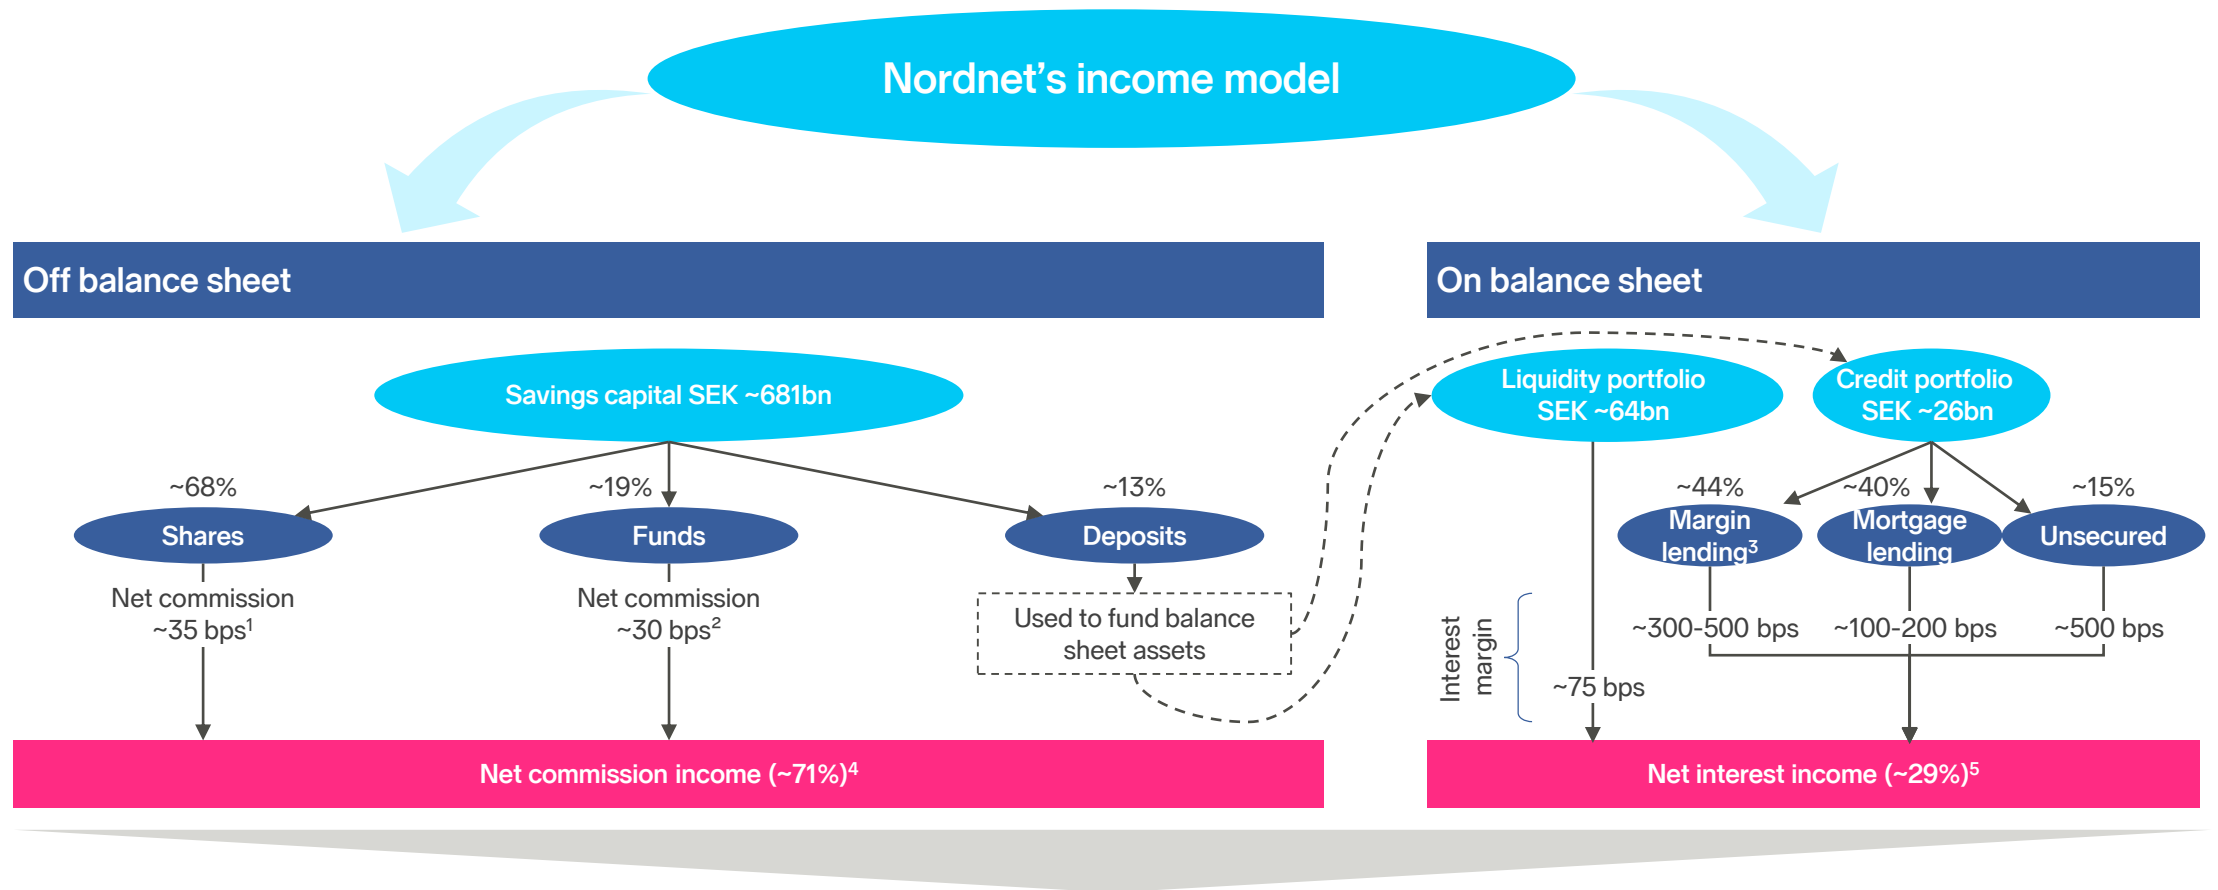 Nordnet's income model
Off balance sheet
On balance sheet
Savings capital SEK ~681bn
~68%
~19%
~13%
Shares
Funds
Deposits
Net commission
~35 bps¹
Net commission
~30 bps²
Used to fund balance
sheet assets
Net commission income (~71%)⁴
Liquidity portfolio
SEK ~64bn
Credit portfolio
SEK ~26bn
~44%
~40%
~15%
Margin
lending³
Mortgage
lending
Unsecured
Interest
margin
~75 bps
~300-500 bps
~100-200 bps
~500 bps
Net interest income (~29%)⁵